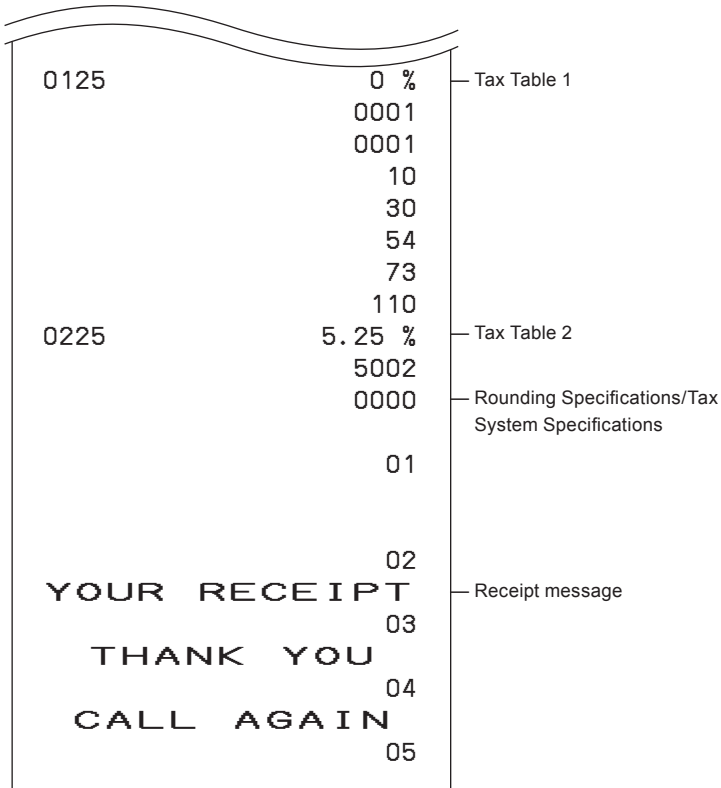 0125 0 % Tax Table 1
0001
0001
10
30
54
73
110
0225 5.25 % Tax Table 2
5002
0000 Rounding Specifications/Tax
System Specifications
01
02
YOUR RECEIPT Receipt message
03
THANK YOU
04
CALL AGAIN
05